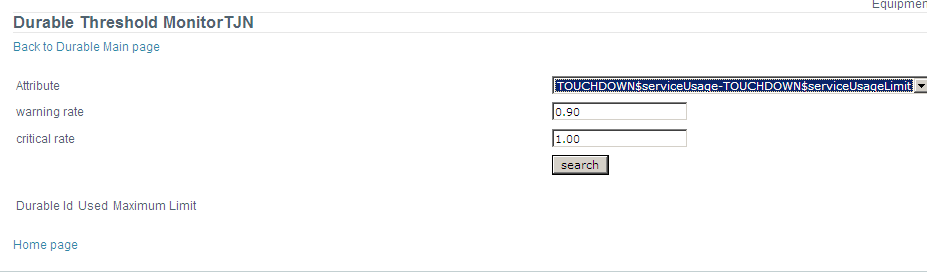 Equipmen
Durable Threshold MonitorTJN
Back to Durable Main page
Attribute TOUCHDOWN$serviceUsage-TOUCHDOWN$serviceUsageLimit
warning rate 0.90
critical rate 1.00
search
Durable Id Used Maximum Limit
Home page